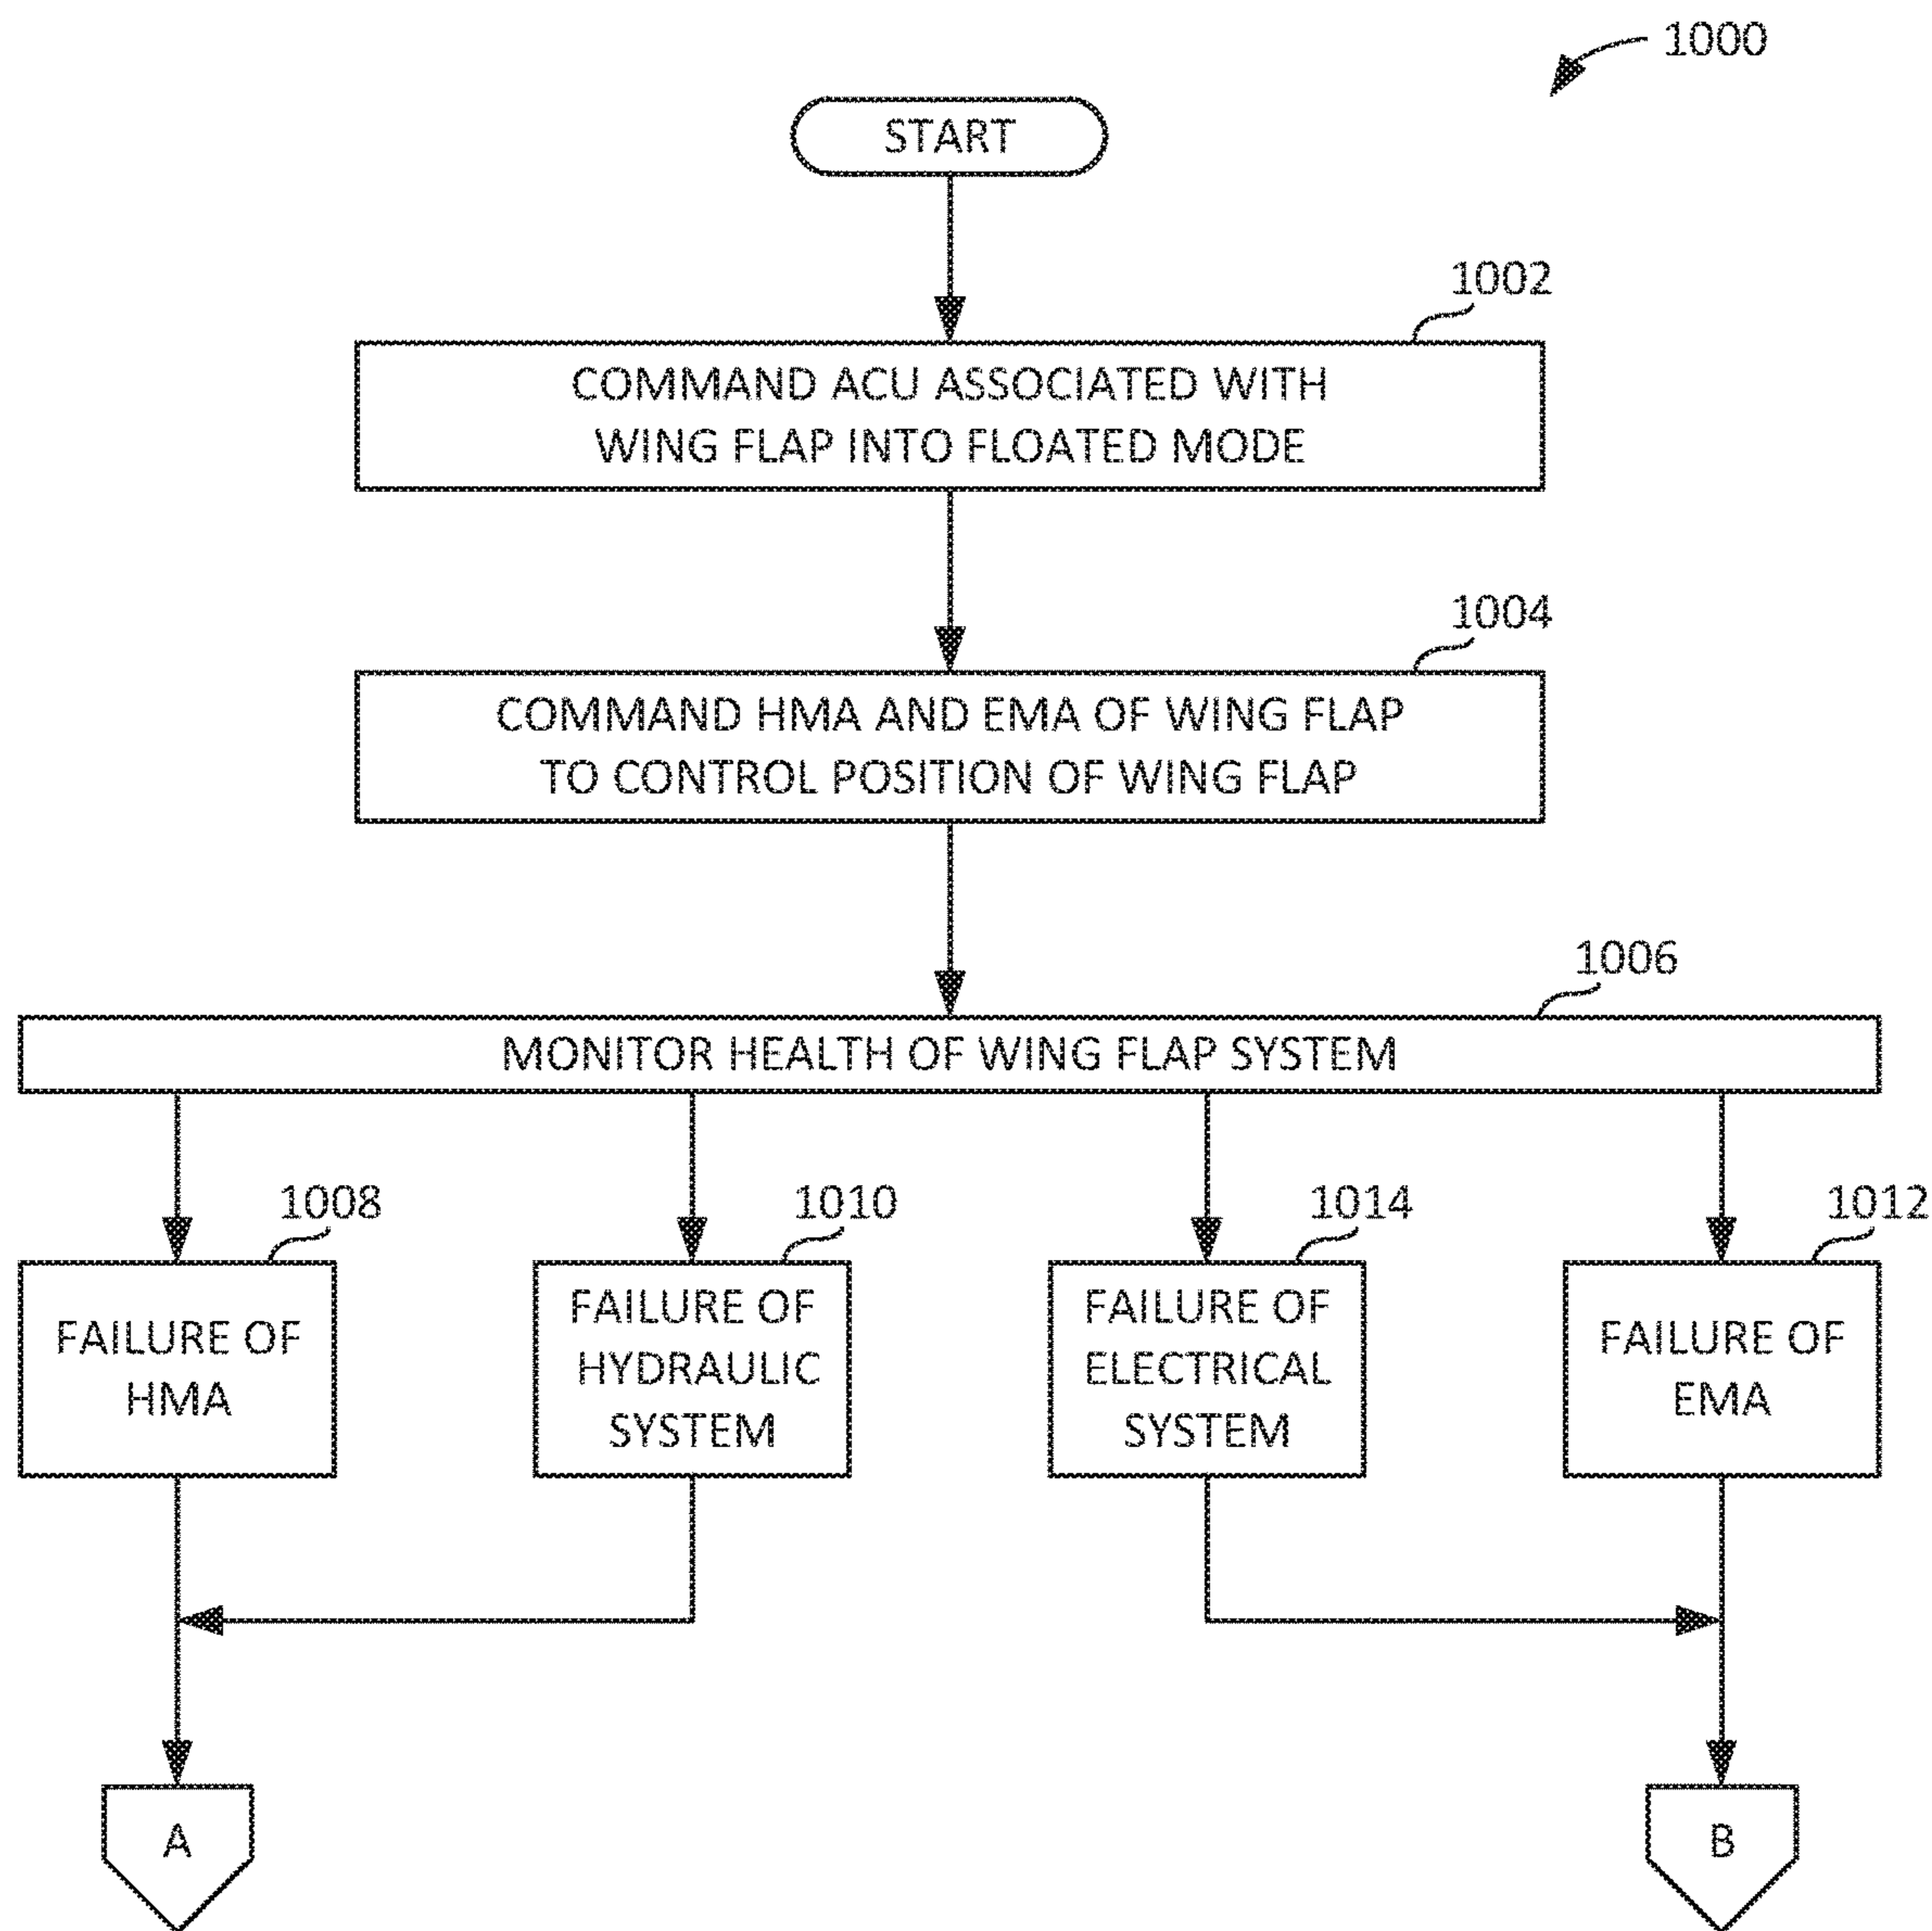 1000
START
1002
COMMAND ACU ASSOCIATED WITH
WING FLAP INTO FLOATED MODE
1004
COMMAND HMA AND EMA OF WING FLAP
TO CONTROL POSITION OF WING FLAP
1006
MONITOR HEALTH OF WING FLAP SYSTEM
1008
FAILURE OF
HMA
1010
FAILURE OF
HYDRAULIC
SYSTEM
1014
FAILURE OF
ELECTRICAL
SYSTEM
1012
FAILURE OF
EMA
A
B